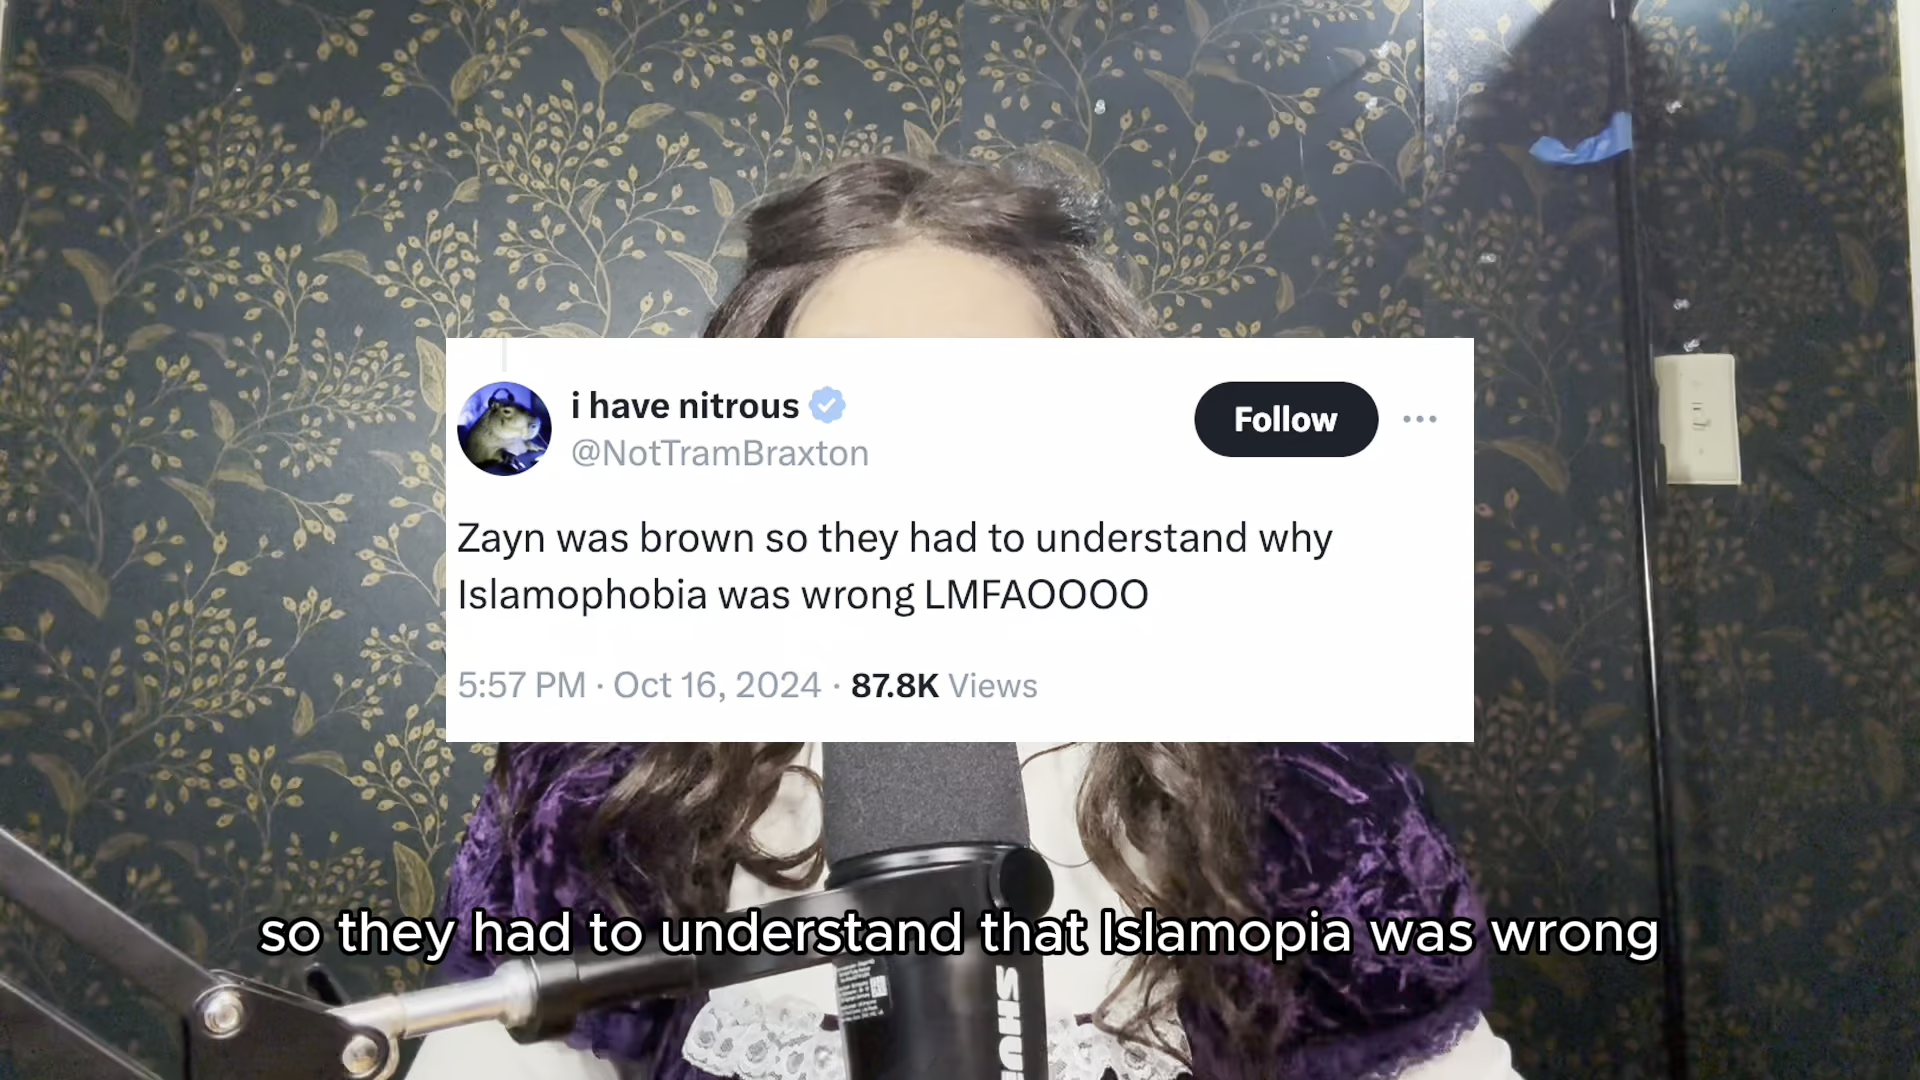 i have nitrous
@NotTramBraxton
Follow
Zayn was brown so they had to understand why
Islamophobia was wrong LMFAOOOO
5:57 PM · Oct 16, 2024 · 87.8K Views
so they had to understand that Islamopia was wrong
SHU